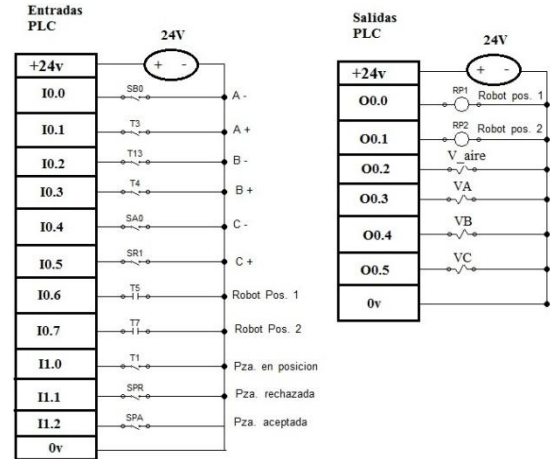 Entradas
PLC
24V
+ -
+24v
I0.0 SB0 A -
I0.1 T3 A +
I0.2 T13 B -
I0.3 T4 B +
I0.4 SA0 C -
I0.5 SR1 C +
I0.6 T5 Robot Pos. 1
I0.7 T7 Robot Pos. 2
I1.0 T1 Pza. en posicion
I1.1 SPR Pza. rechazada
I1.2 SPA Pza. aceptada
0v
Salidas
PLC
24V
+ -
+24v
O0.0 RP1 Robot pos. 1
O0.1 RP2 Robot pos. 2
O0.2 V_aire
O0.3 VA
O0.4 VB
O0.5 VC
0v